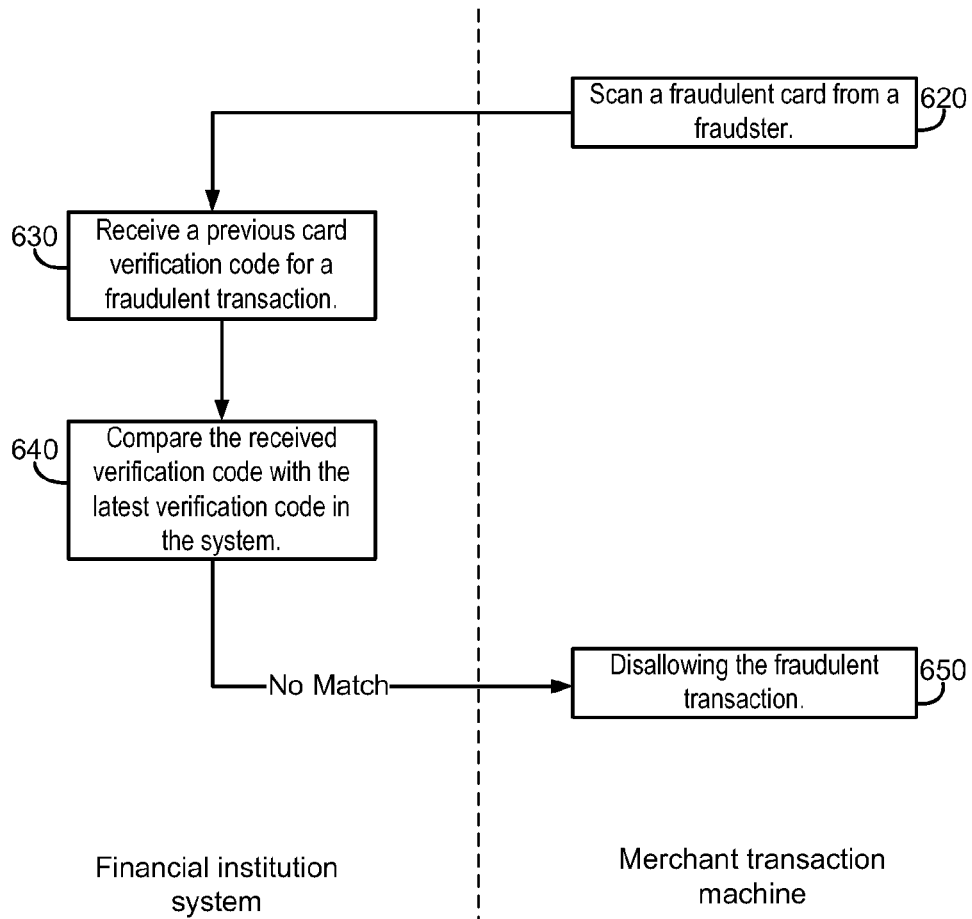 Scan a fraudulent card from a
fraudster.
620
630
Receive a previous card
verification code for a
fraudulent transaction.
640
Compare the received
verification code with the
latest verification code in
the system.
No Match
Disallowing the fraudulent
transaction.
650
Financial institution
system
Merchant transaction
machine